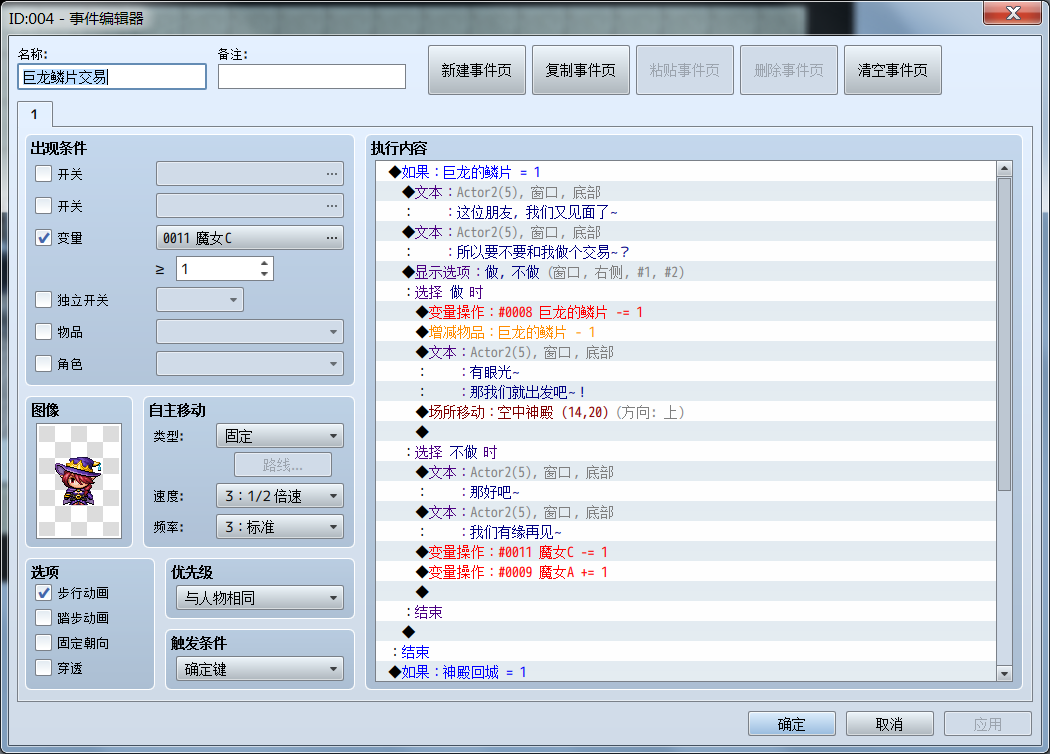 ID:004 - 事件编辑器
名称:
备注:
巨龙鳞片交易
新建事件页
复制事件页
粘贴事件页
删除事件页
清空事件页
1
出现条件
开关
...
开关
...
变量
0011 魔女C
...
≥
1
独立开关
物品
角色
图像
自主移动
类型:
固定
路线...
速度:
3：1/2 倍速
频率:
3：标准
选项
步行动画
踏步动画
固定朝向
穿透
优先级
与人物相同
触发条件
确定键
执行内容
◆如果：巨龙的鳞片 = 1
◆文本：Actor2(5), 窗口, 底部
：　　：这位朋友, 我们又见面了~
◆文本：Actor2(5), 窗口, 底部
：　　：所以要不要和我做个交易~？
◆显示选项：做, 不做 (窗口, 右侧, #1, #2)
：选择 做 时
◆变量操作：#0008 巨龙的鳞片 -= 1
◆增减物品：巨龙的鳞片 - 1
◆文本：Actor2(5), 窗口, 底部
：　　：有眼光~
：　　：那我们就出发吧~！
◆场所移动：空中神殿 (14,20) (方向: 上)
◆
：选择 不做 时
◆文本：Actor2(5), 窗口, 底部
：　　：那好吧~
◆文本：Actor2(5), 窗口, 底部
：　　：我们有缘再见~
◆变量操作：#0011 魔女C -= 1
◆变量操作：#0009 魔女A += 1
◆
：结束
◆
：结束
◆如果：神殿回城 = 1
确定
取消
应用